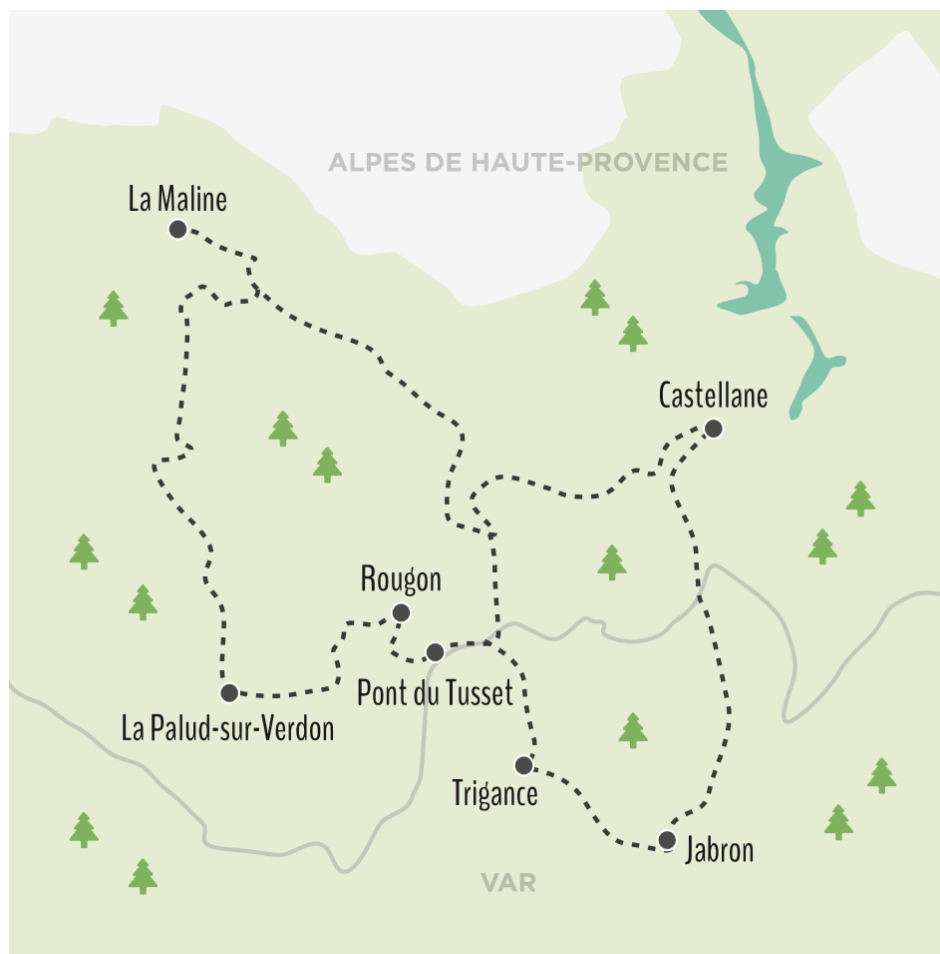 ALPES DE HAUTE-PROVENCE
La Maline
Castellane
Rougon
Pont du Tusset
La Palud-sur-Verdon
Trigance
Jabron
VAR